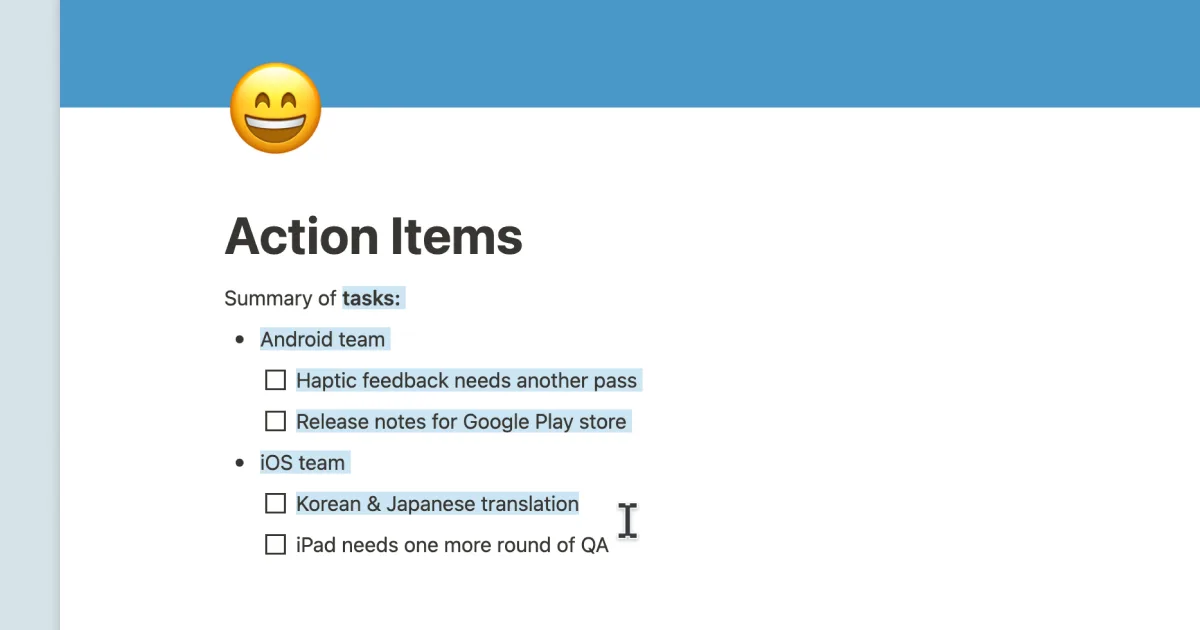 Action Items
Summary of tasks:
Android team
Haptic feedback needs another pass
Release notes for Google Play store
iOS team
Korean & Japanese translation
iPad needs one more round of QA